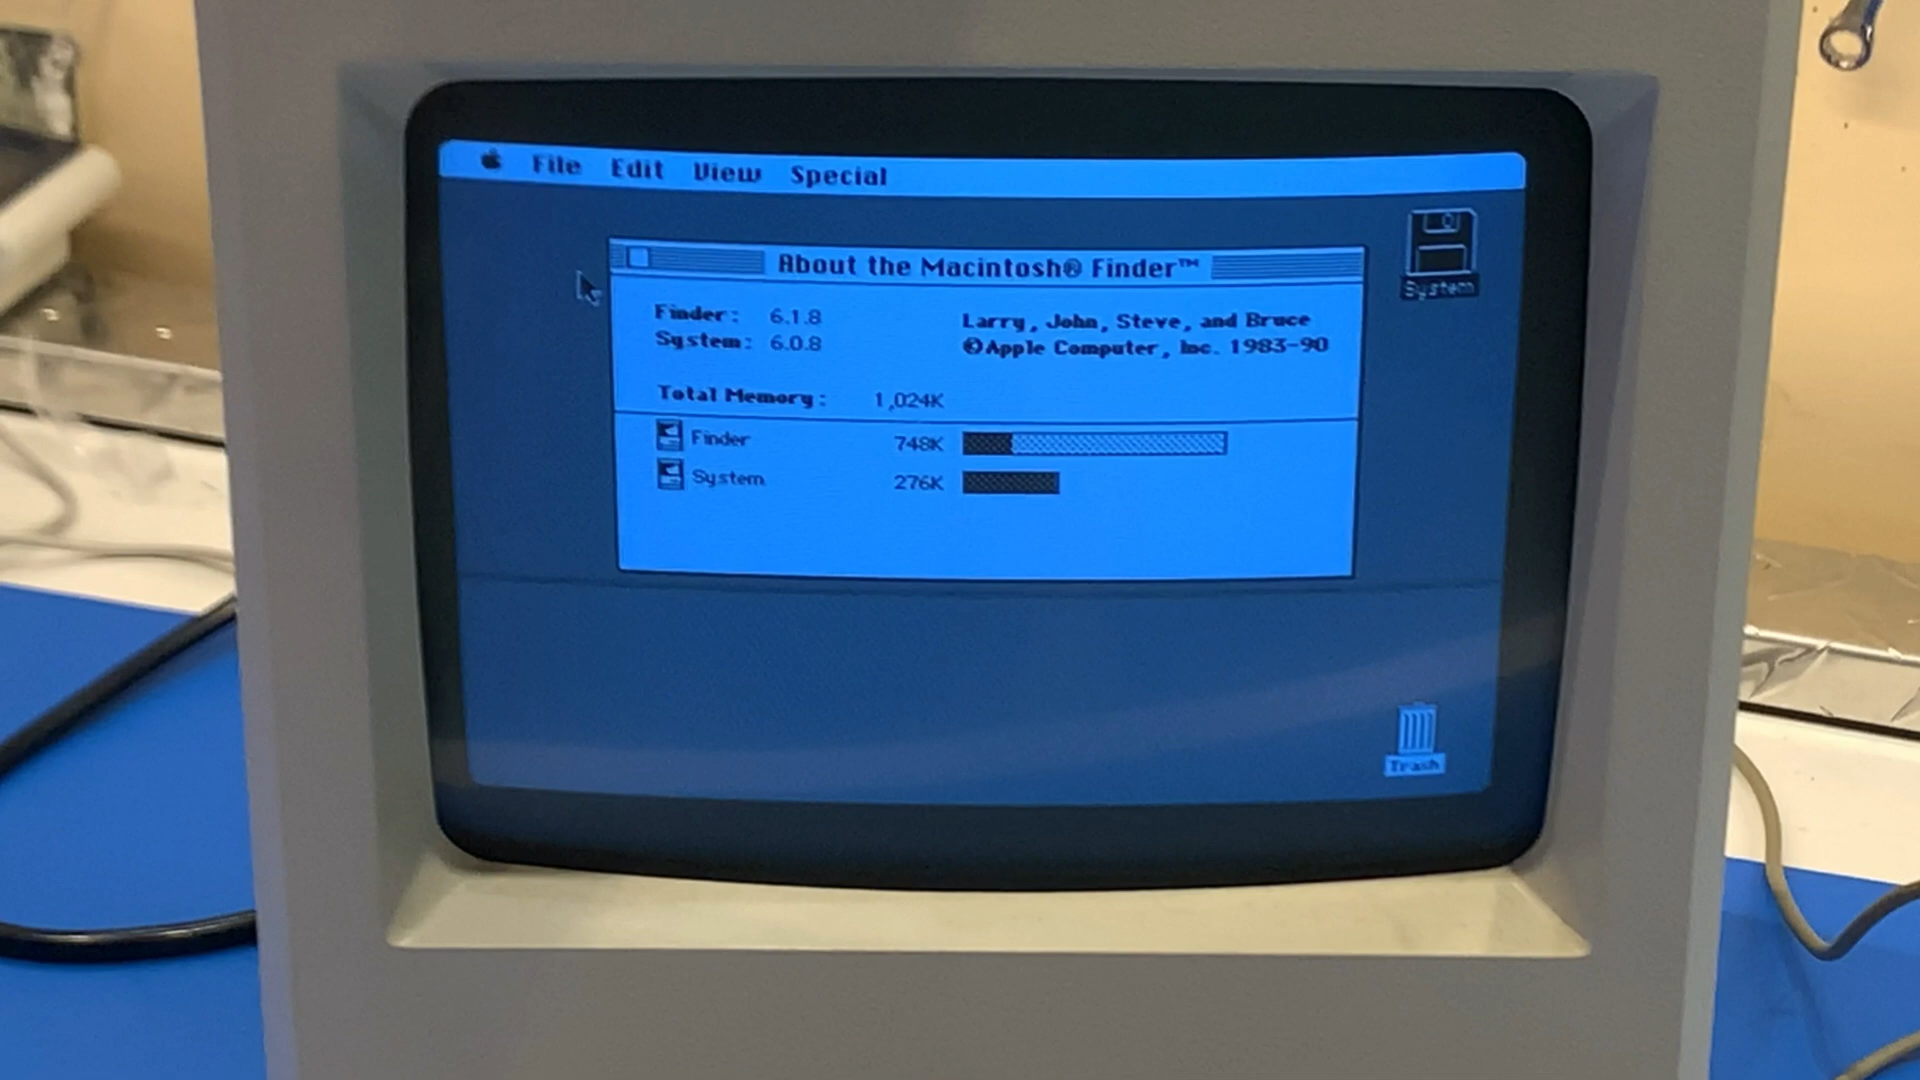 File Edit View Special
About the Macintosh® Finder™
Finder: 6.1.8
Larry, John, Steve, and Bruce
System: 6.0.8
©Apple Computer, Inc. 1983-90
Total Memory: 1,024K
Finder 748K
System 276K
System
Trash